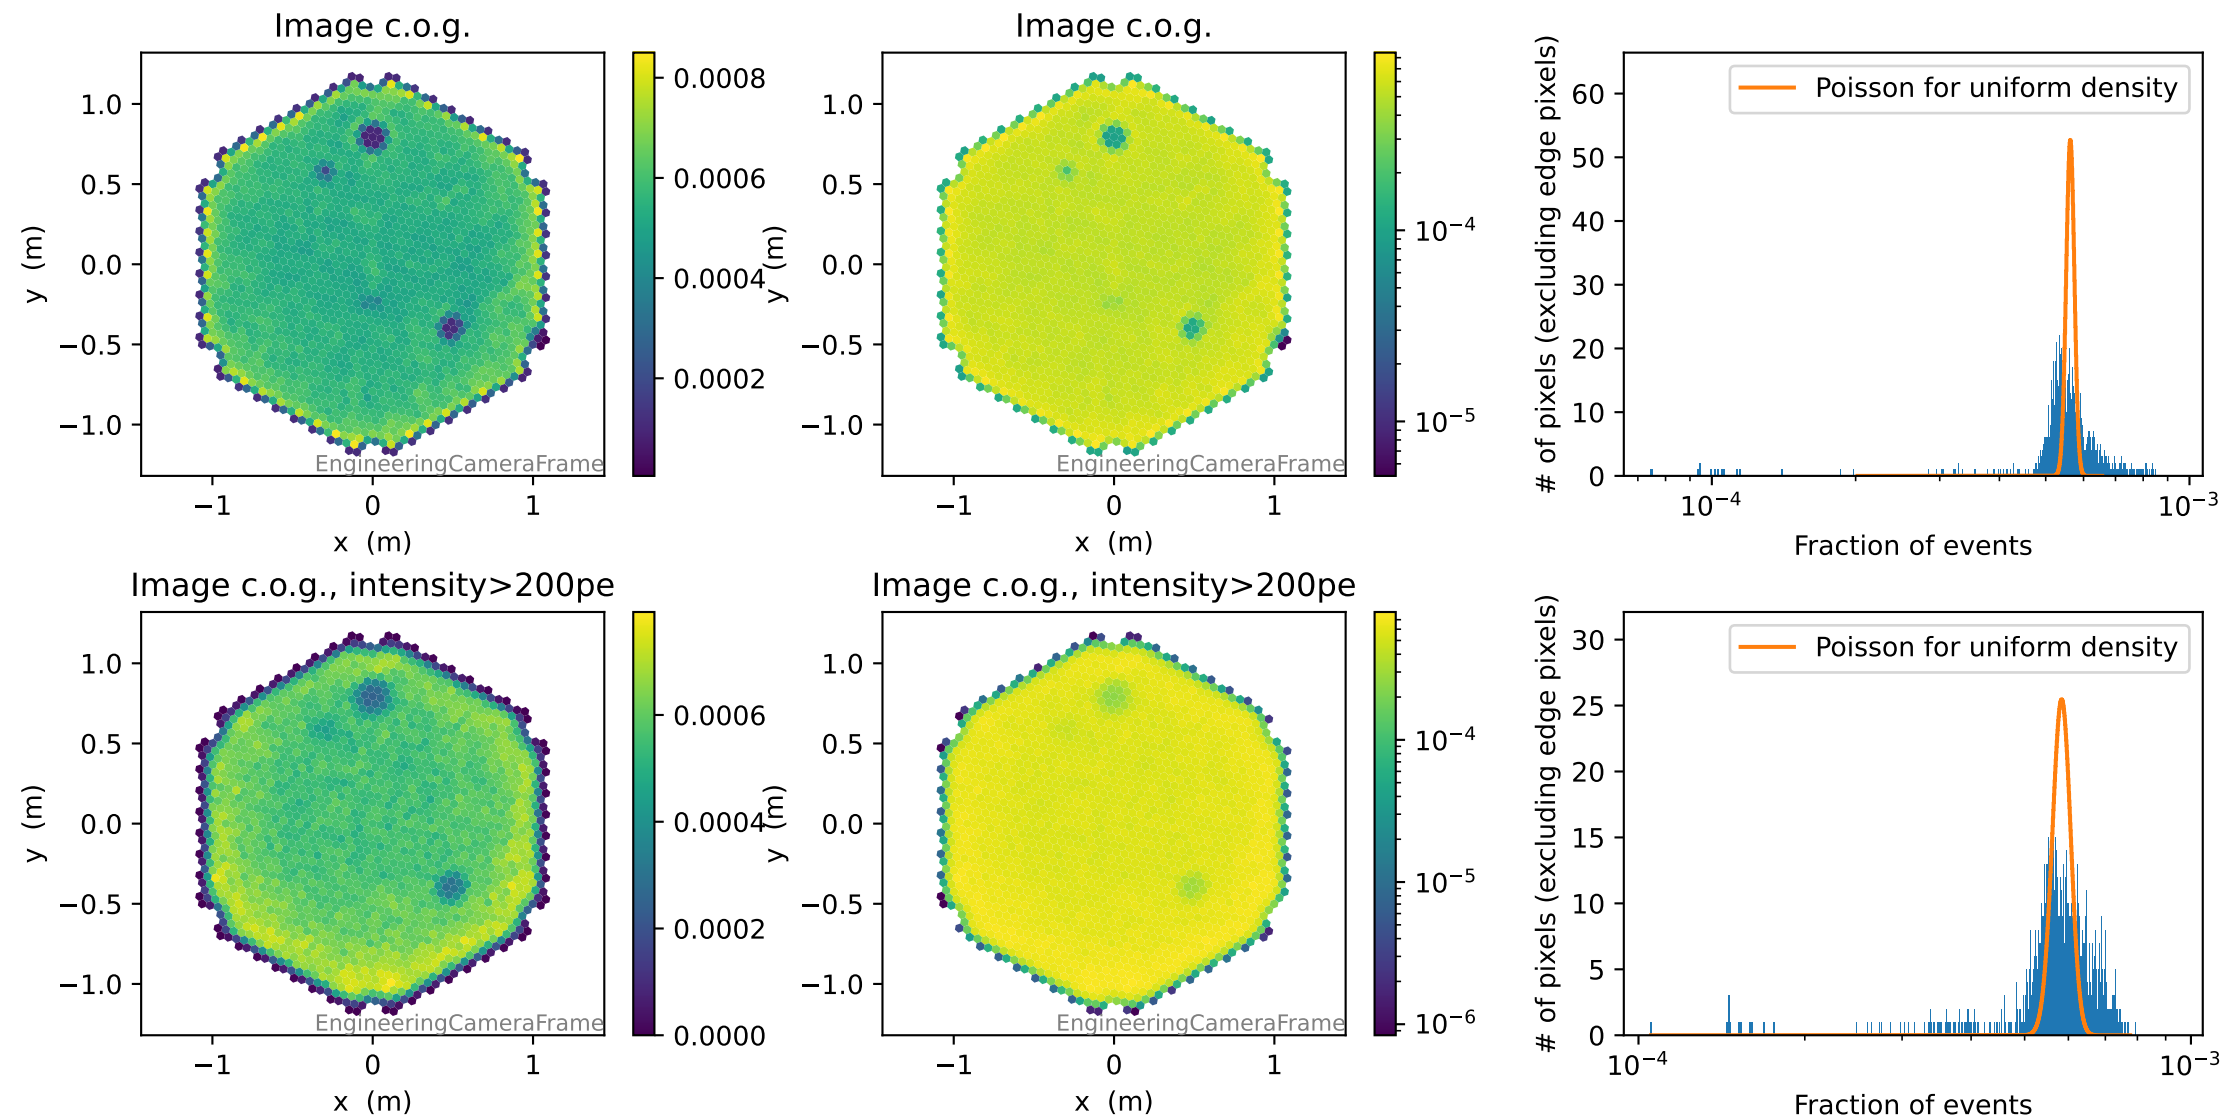 Image c.o.g.
1.0
0.5
0.0
−0.5
−1.0
y (m)
−1
0
1
x (m)
EngineeringCameraFrame
0.0008
0.0006
0.0004
0.0002
Image c.o.g.
1.0
0.5
0.0
−0.5
−1.0
y (m)
−1
0
1
x (m)
EngineeringCameraFrame
10⁻⁴
10⁻⁵
# of pixels (excluding edge pixels)
60
50
40
30
20
10
0
Poisson for uniform density
10⁻⁴
10⁻³
Fraction of events
Image c.o.g., intensity>200pe
1.0
0.5
0.0
−0.5
−1.0
y (m)
−1
0
1
x (m)
EngineeringCameraFrame
0.0006
0.0004
0.0002
0.0000
Image c.o.g., intensity>200pe
1.0
0.5
0.0
−0.5
−1.0
y (m)
−1
0
1
x (m)
EngineeringCameraFrame
10⁻⁴
10⁻⁵
10⁻⁶
# of pixels (excluding edge pixels)
30
25
20
15
10
5
0
Poisson for uniform density
10⁻⁴
10⁻³
Fraction of events